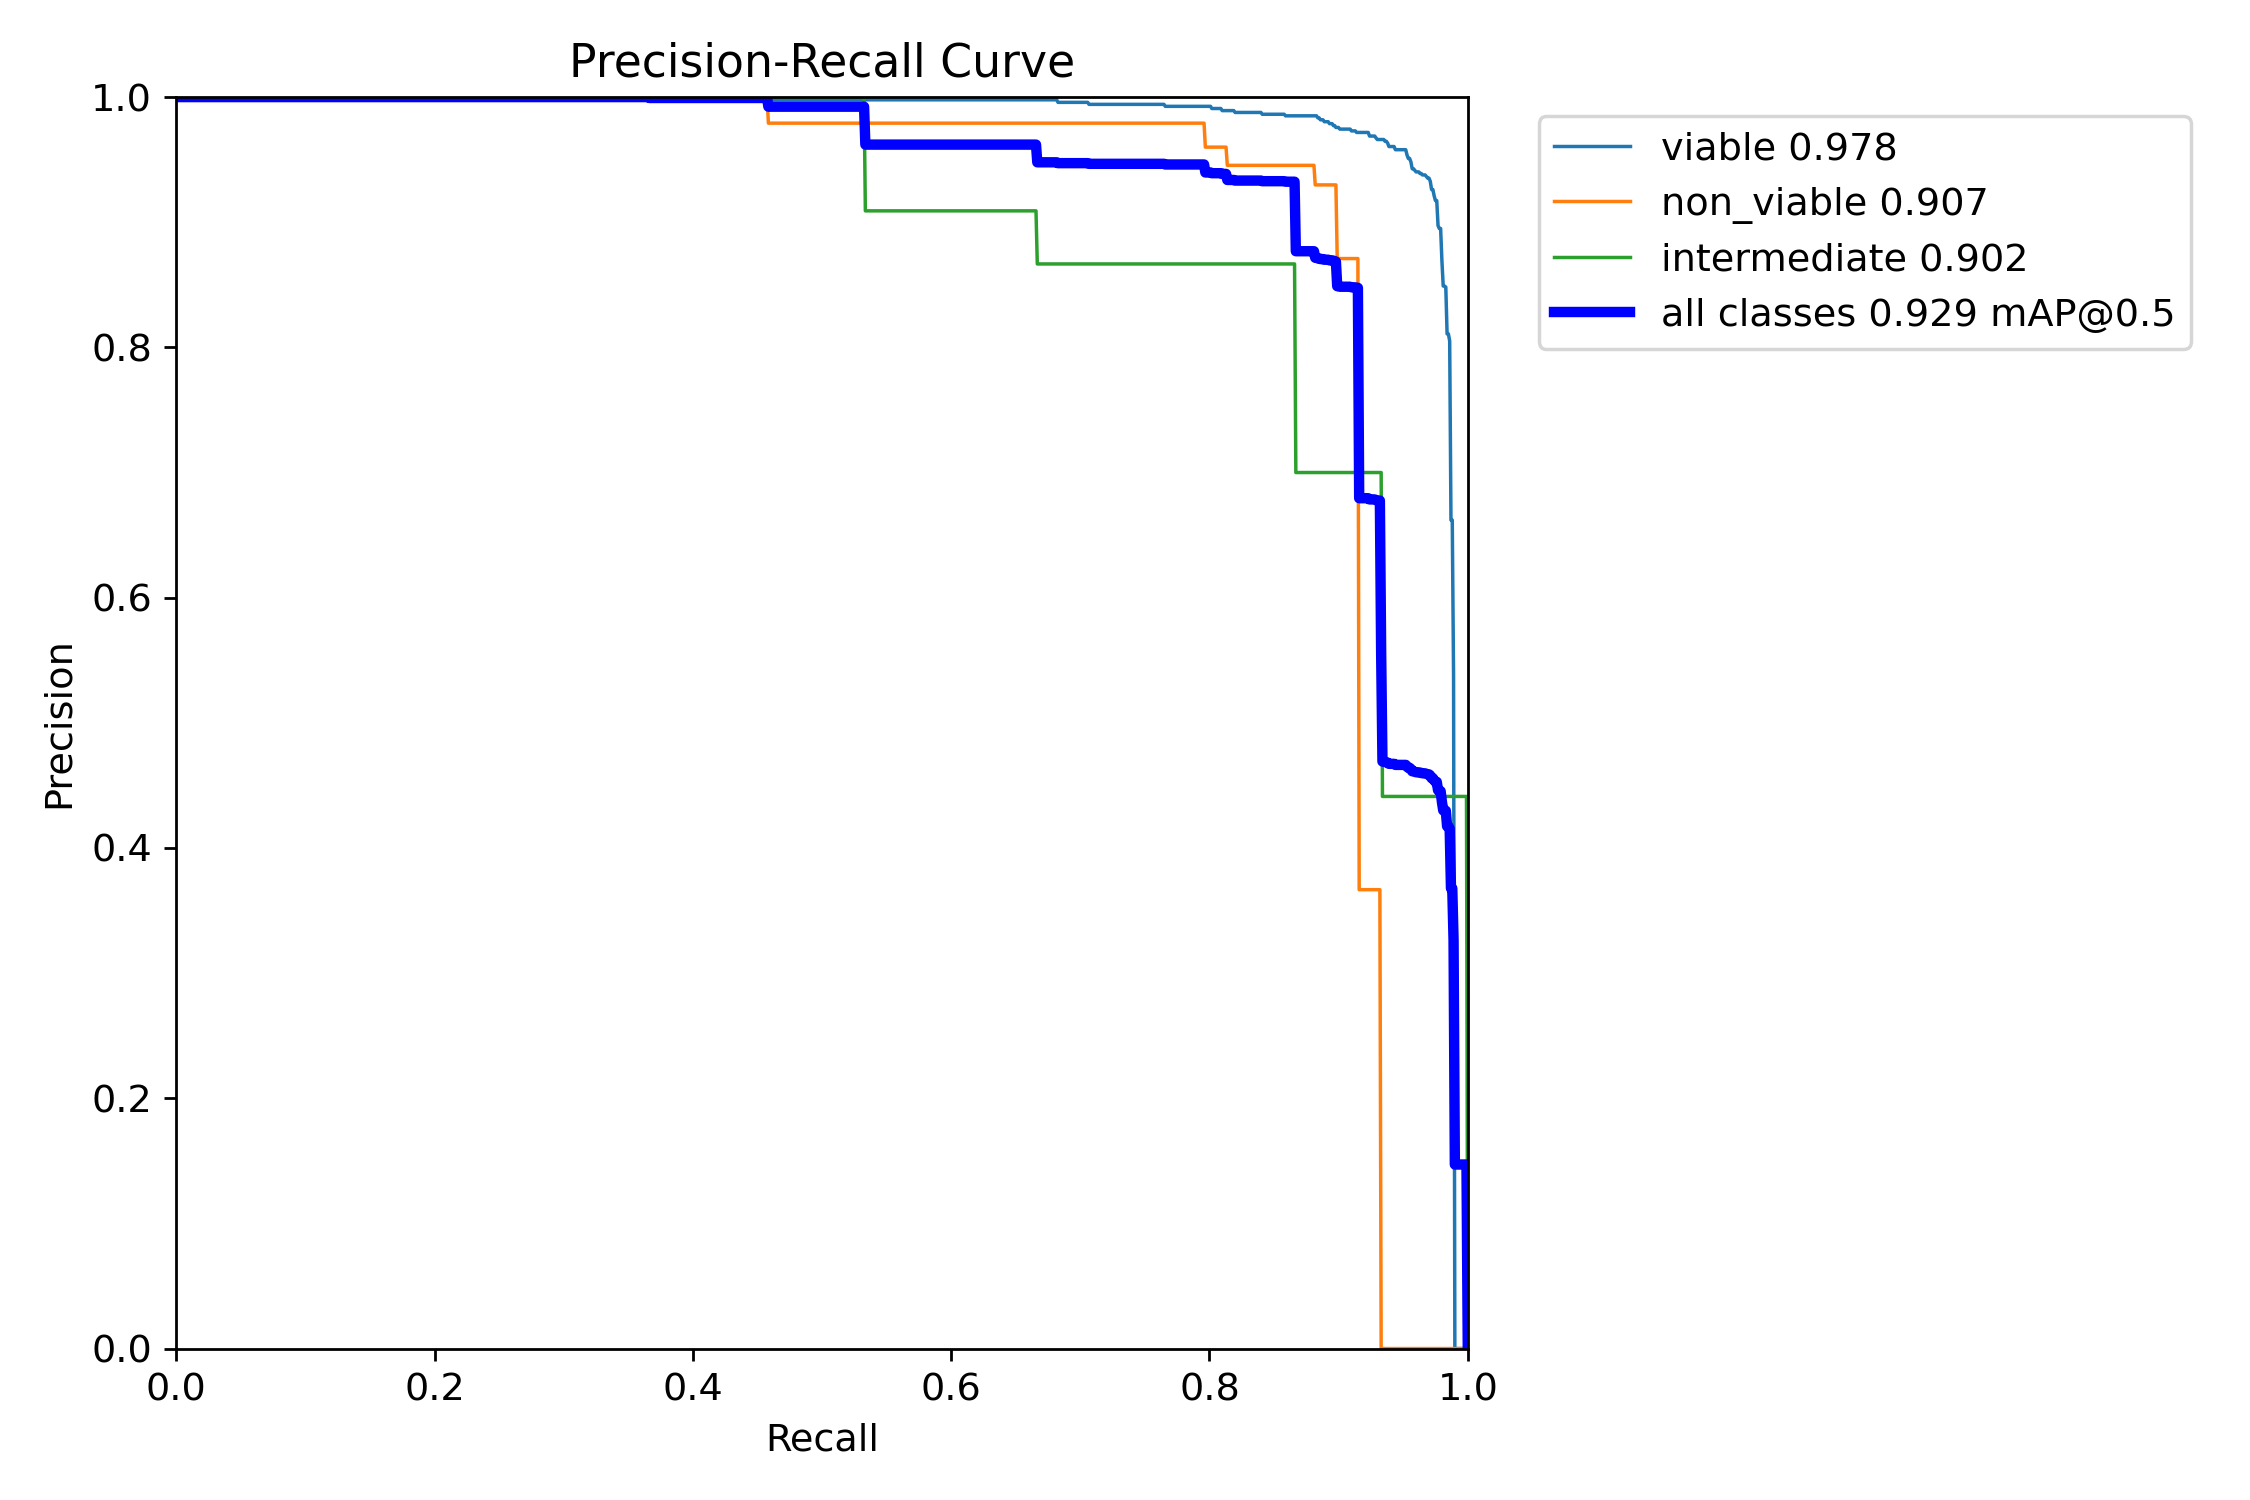 Precision-Recall Curve
1.0
0.8
0.6
0.4
0.2
0.0
Precision
0.0 0.2 0.4 0.6 0.8 1.0
Recall
viable 0.978
non_viable 0.907
intermediate 0.902
all classes 0.929 mAP@0.5